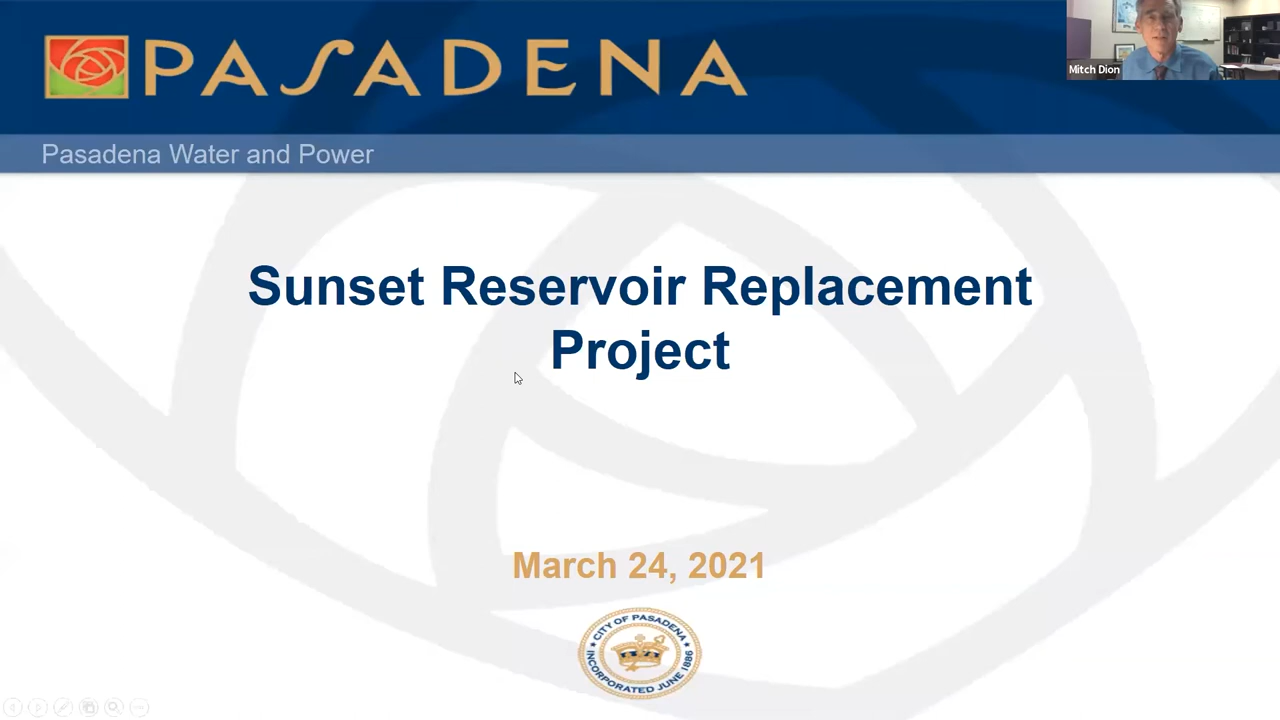 PASADENA
Mitch Dion
Pasadena Water and Power
Sunset Reservoir Replacement
Project
March 24, 2021
CITY OF PASADENA
INCORPORATED JUNE 1886